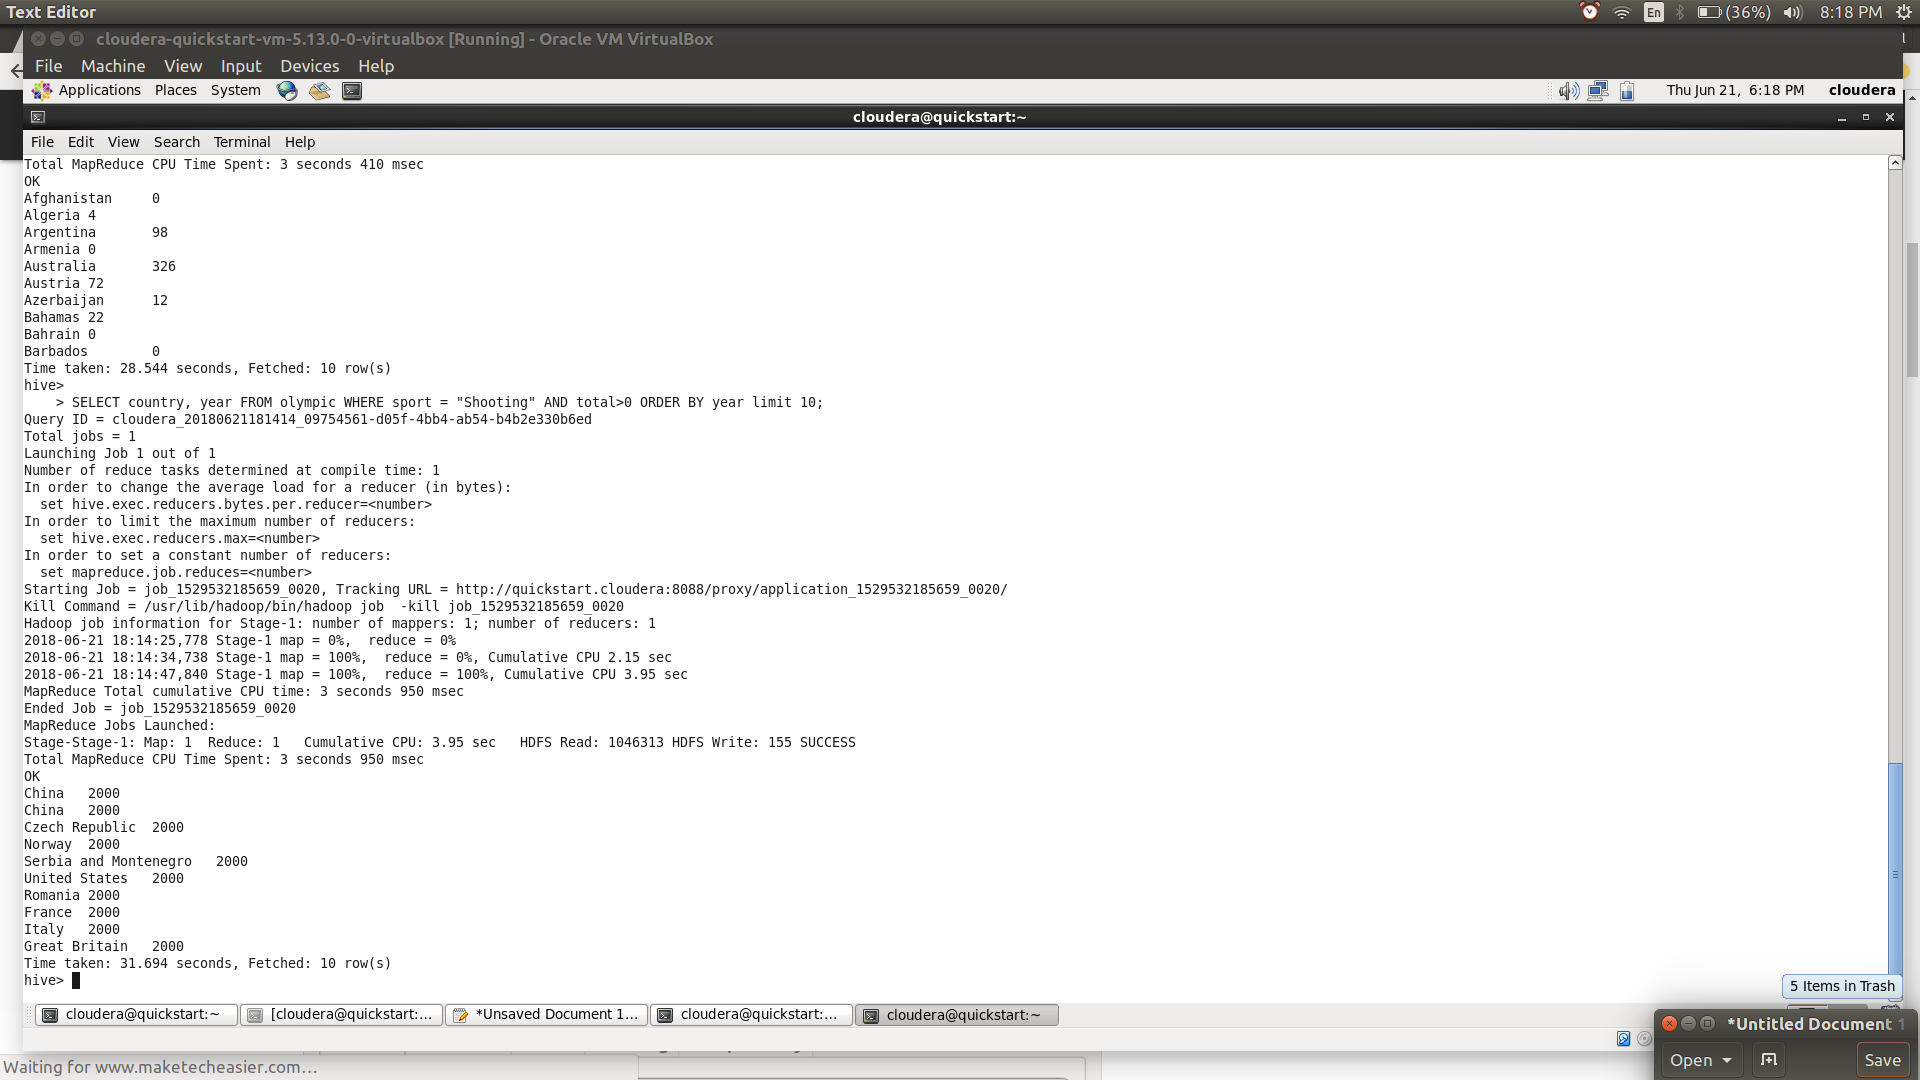 Text Editor
En (36%) 8:18 PM
cloudera-quickstart-vm-5.13.0-0-virtualbox [Running] - Oracle VM VirtualBox
File Machine View Input Devices Help
Applications Places System Thu Jun 21, 6:18 PM cloudera
cloudera@quickstart:~
File Edit View Search Terminal Help
Total MapReduce CPU Time Spent: 3 seconds 410 msec
OK
Afghanistan 0
Algeria 4
Argentina 98
Armenia 0
Australia 326
Austria 72
Azerbaijan 12
Bahamas 22
Bahrain 0
Barbados 0
Time taken: 28.544 seconds, Fetched: 10 row(s)
hive>
> SELECT country, year FROM olympic WHERE sport = "Shooting" AND total>0 ORDER BY year limit 10;
Query ID = cloudera_20180621181414_09754561-d05f-4bb4-ab54-b4b2e330b6ed
Total jobs = 1
Launching Job 1 out of 1
Number of reduce tasks determined at compile time: 1
In order to change the average load for a reducer (in bytes):
set hive.exec.reducers.bytes.per.reducer=<number>
In order to limit the maximum number of reducers:
set hive.exec.reducers.max=<number>
In order to set a constant number of reducers:
set mapreduce.job.reduces=<number>
Starting Job = job_1529532185659_0020, Tracking URL = http://quickstart.cloudera:8088/proxy/application_1529532185659_0020/
Kill Command = /usr/lib/hadoop/bin/hadoop job  -kill job_1529532185659_0020
Hadoop job information for Stage-1: number of mappers: 1; number of reducers: 1
2018-06-21 18:14:25,778 Stage-1 map = 0%,  reduce = 0%
2018-06-21 18:14:34,738 Stage-1 map = 100%,  reduce = 0%, Cumulative CPU 2.15 sec
2018-06-21 18:14:47,840 Stage-1 map = 100%,  reduce = 100%, Cumulative CPU 3.95 sec
MapReduce Total cumulative CPU time: 3 seconds 950 msec
Ended Job = job_1529532185659_0020
MapReduce Jobs Launched:
Stage-Stage-1: Map: 1  Reduce: 1   Cumulative CPU: 3.95 sec   HDFS Read: 1046313 HDFS Write: 155 SUCCESS
Total MapReduce CPU Time Spent: 3 seconds 950 msec
OK
China 2000
China 2000
Czech Republic 2000
Norway 2000
Serbia and Montenegro 2000
United States 2000
Romania 2000
France 2000
Italy 2000
Great Britain 2000
Time taken: 31.694 seconds, Fetched: 10 row(s)
hive>
5 Items in Trash
cloudera@quickstart:~ [cloudera@quickstart:... *Unsaved Document 1... cloudera@quickstart:... cloudera@quickstart:~
*Untitled Document 1
Open Save
Waiting for www.maketecheasier.com…